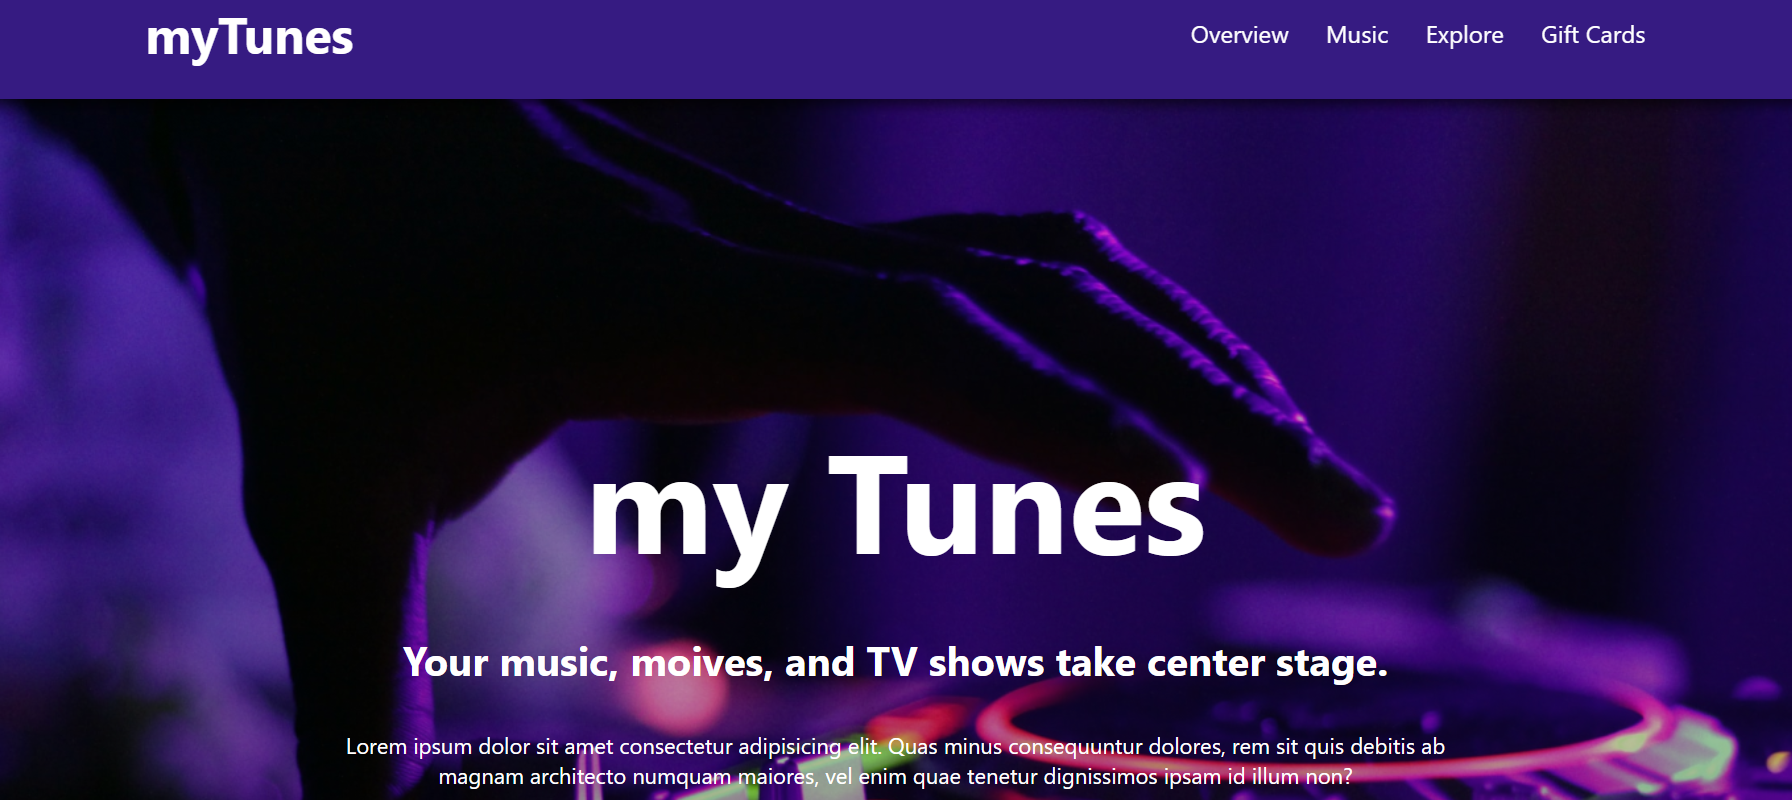 myTunes
Overview Music Explore Gift Cards
my Tunes
Your music, moives, and TV shows take center stage.
Lorem ipsum dolor sit amet consectetur adipisicing elit. Quas minus consequuntur dolores, rem sit quis debitis ab
magnam architecto numquam maiores, vel enim quae tenetur dignissimos ipsam id illum non?